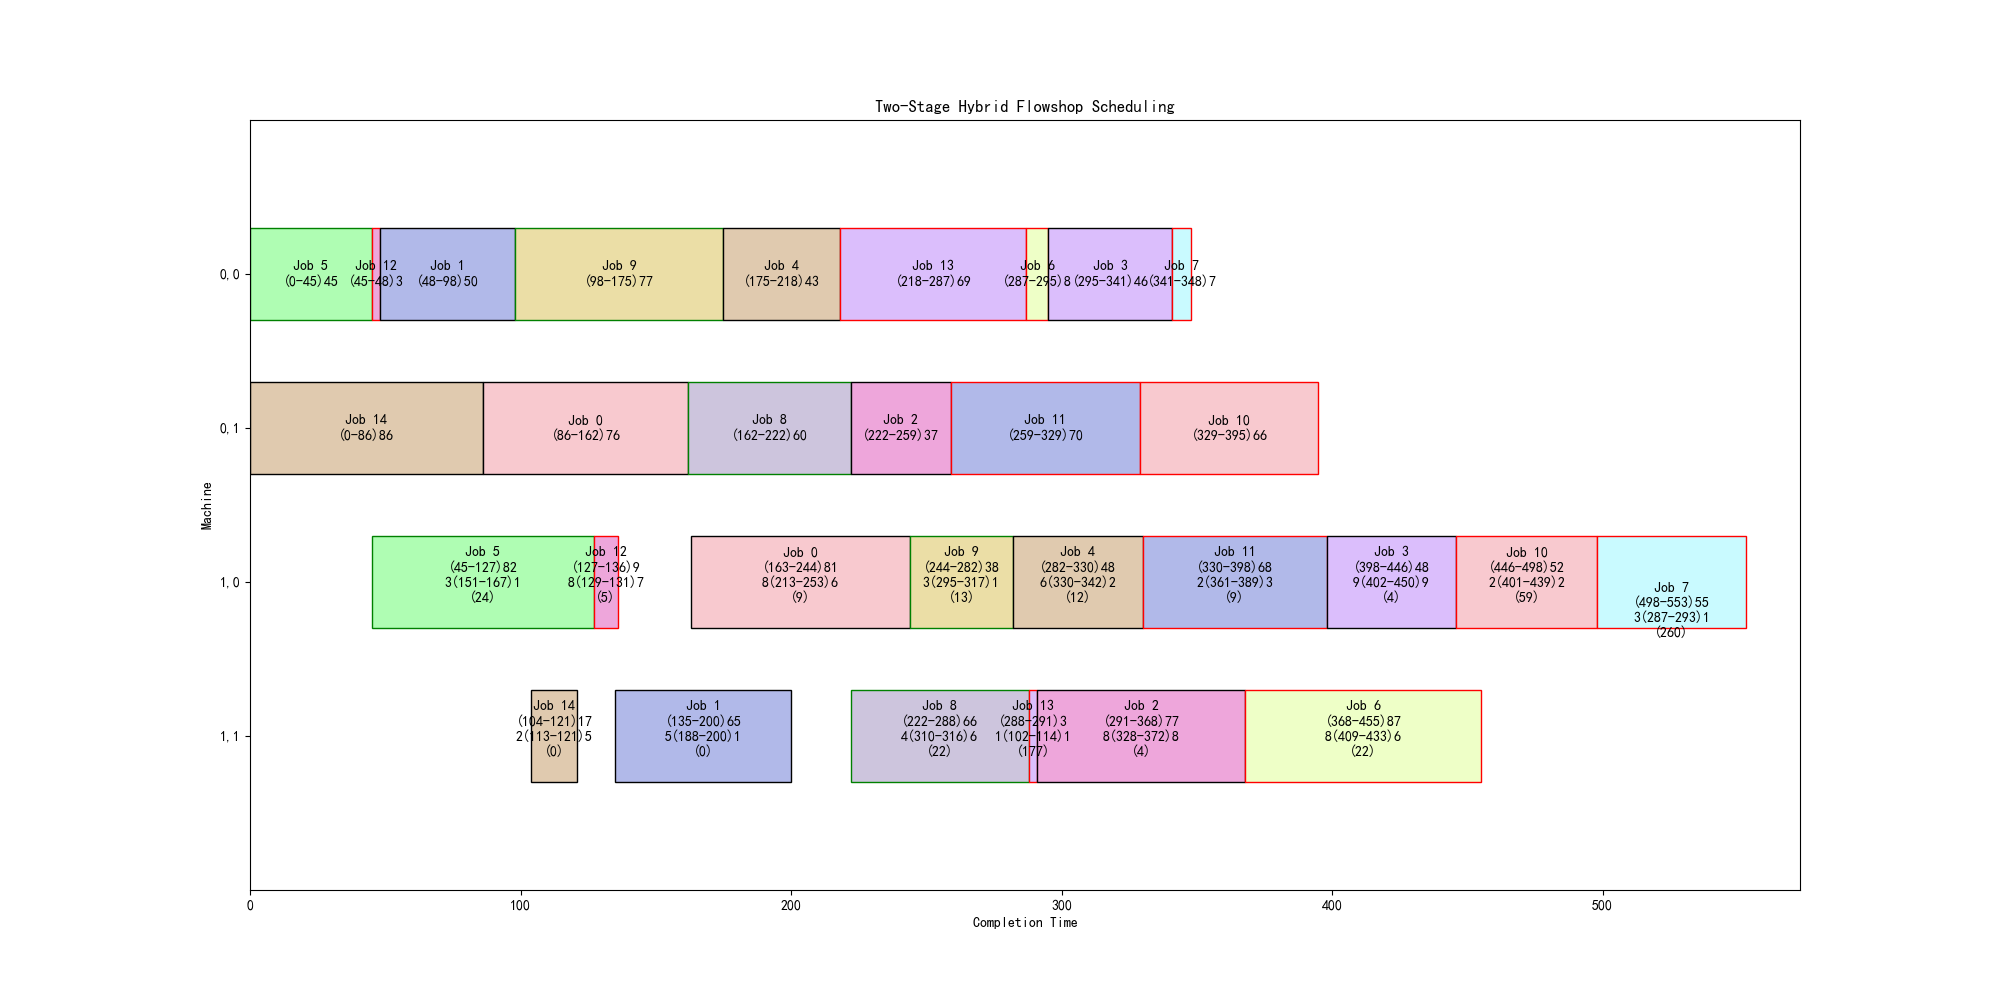 Two-Stage Hybrid Flowshop Scheduling
Machine
0,0
Job 5
(0-45)45
Job 12
(45-48)3
Job 1
(48-98)50
Job 9
(98-175)77
Job 4
(175-218)43
Job 13
(218-287)69
Job 6
(287-295)8
Job 3
(295-341)46
Job 7
(341-348)7
0,1
Job 14
(0-86)86
Job 0
(86-162)76
Job 8
(162-222)60
Job 2
(222-259)37
Job 11
(259-329)70
Job 10
(329-395)66
1,0
Job 5
(45-127)82
3(151-167)1
(24)
Job 12
(127-136)9
8(129-131)7
(5)
Job 0
(163-244)81
8(213-253)6
(9)
Job 9
(244-282)38
3(295-317)1
(13)
Job 4
(282-330)48
6(330-342)2
(12)
Job 11
(330-398)68
2(361-389)3
(9)
Job 3
(398-446)48
9(402-450)9
(4)
Job 10
(446-498)52
2(401-439)2
(59)
Job 7
(498-553)55
3(287-293)1
(260)
1,1
Job 14
(104-121)17
2(113-121)5
(0)
Job 1
(135-200)65
5(188-200)1
(0)
Job 8
(222-288)66
4(310-316)6
(22)
Job 13
(288-291)3
1(102-114)1
(177)
Job 2
(291-368)77
8(328-372)8
(4)
Job 6
(368-455)87
8(409-433)6
(22)
0
100
200
300
400
500
Completion Time